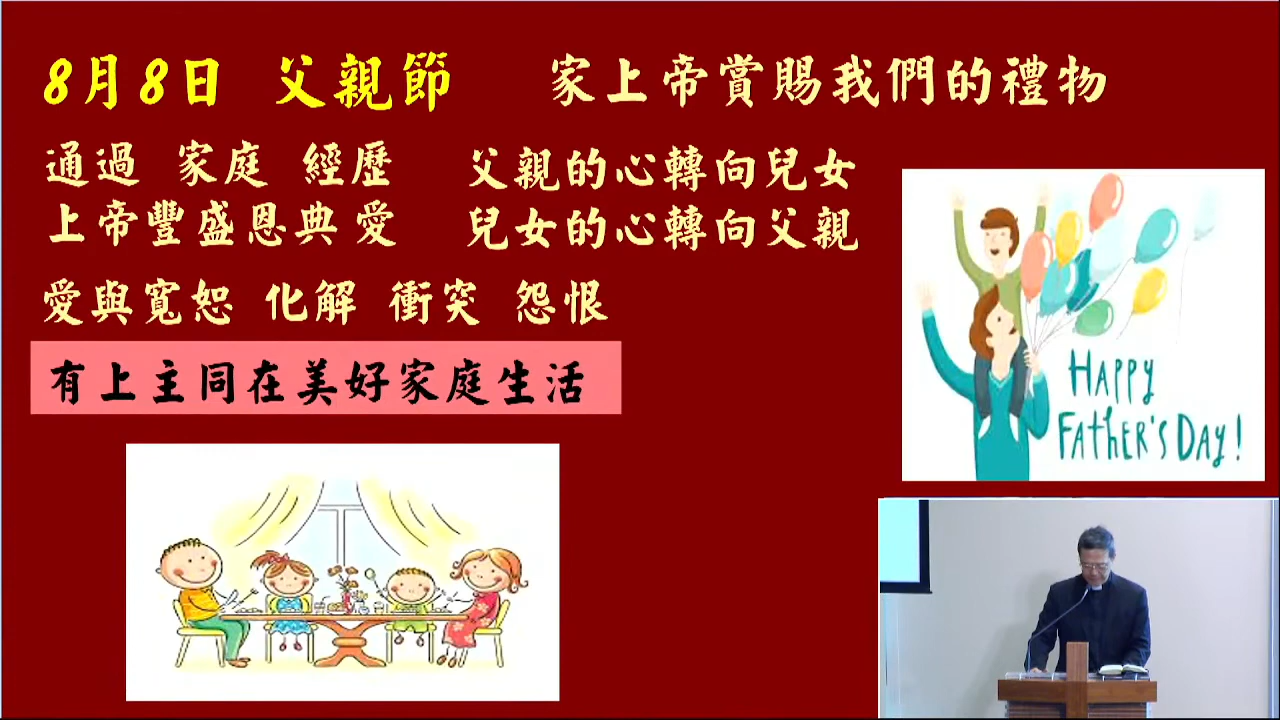 8月8日 父親節 家上帝賞賜我們的禮物
通過 家庭 經歷 父親的心轉向兒女
上帝豐盛恩典 愛 兒女的心轉向父親
愛與寬恕 化解 衝突 怨恨
有上主同在美好家庭生活
HAPPY
FATHER'S DAY!